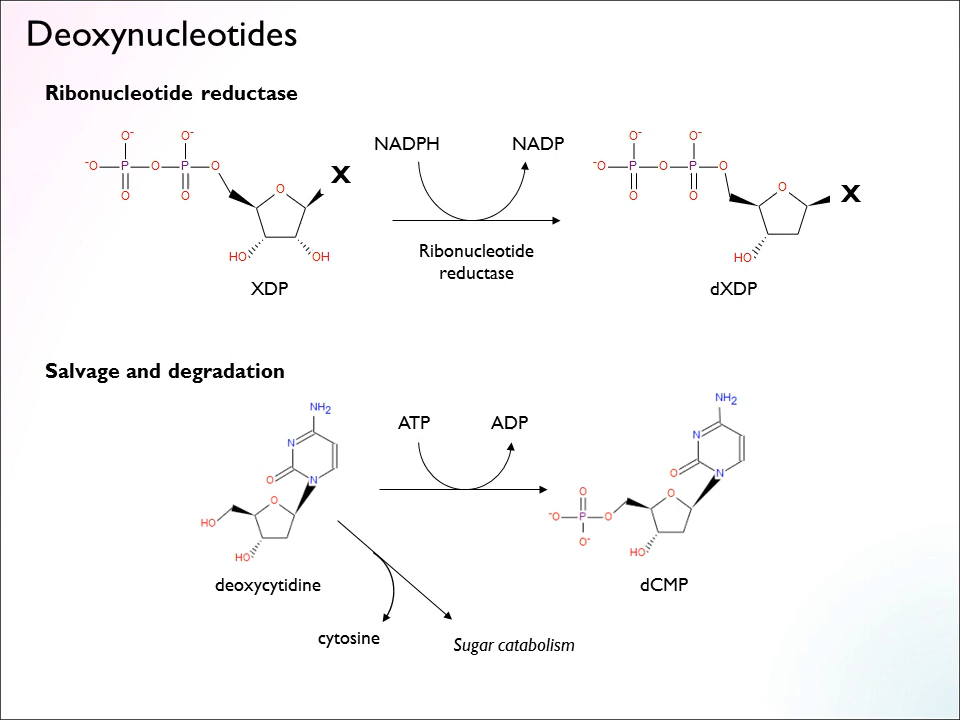 Deoxynucleotides
Ribonucleotide reductase
O-
O-
-O
P
O
P
O
O
O
O
X
HO
OH
XDP
NADPH
NADP
Ribonucleotide
reductase
O-
O-
-O
P
O
P
O
O
O
O
X
HO
dXDP
Salvage and degradation
NH2
N
O
N
O
HO
HO
deoxycytidine
ATP
ADP
NH2
N
O
N
O
O
-O
P
O
O-
HO
dCMP
cytosine
Sugar catabolism